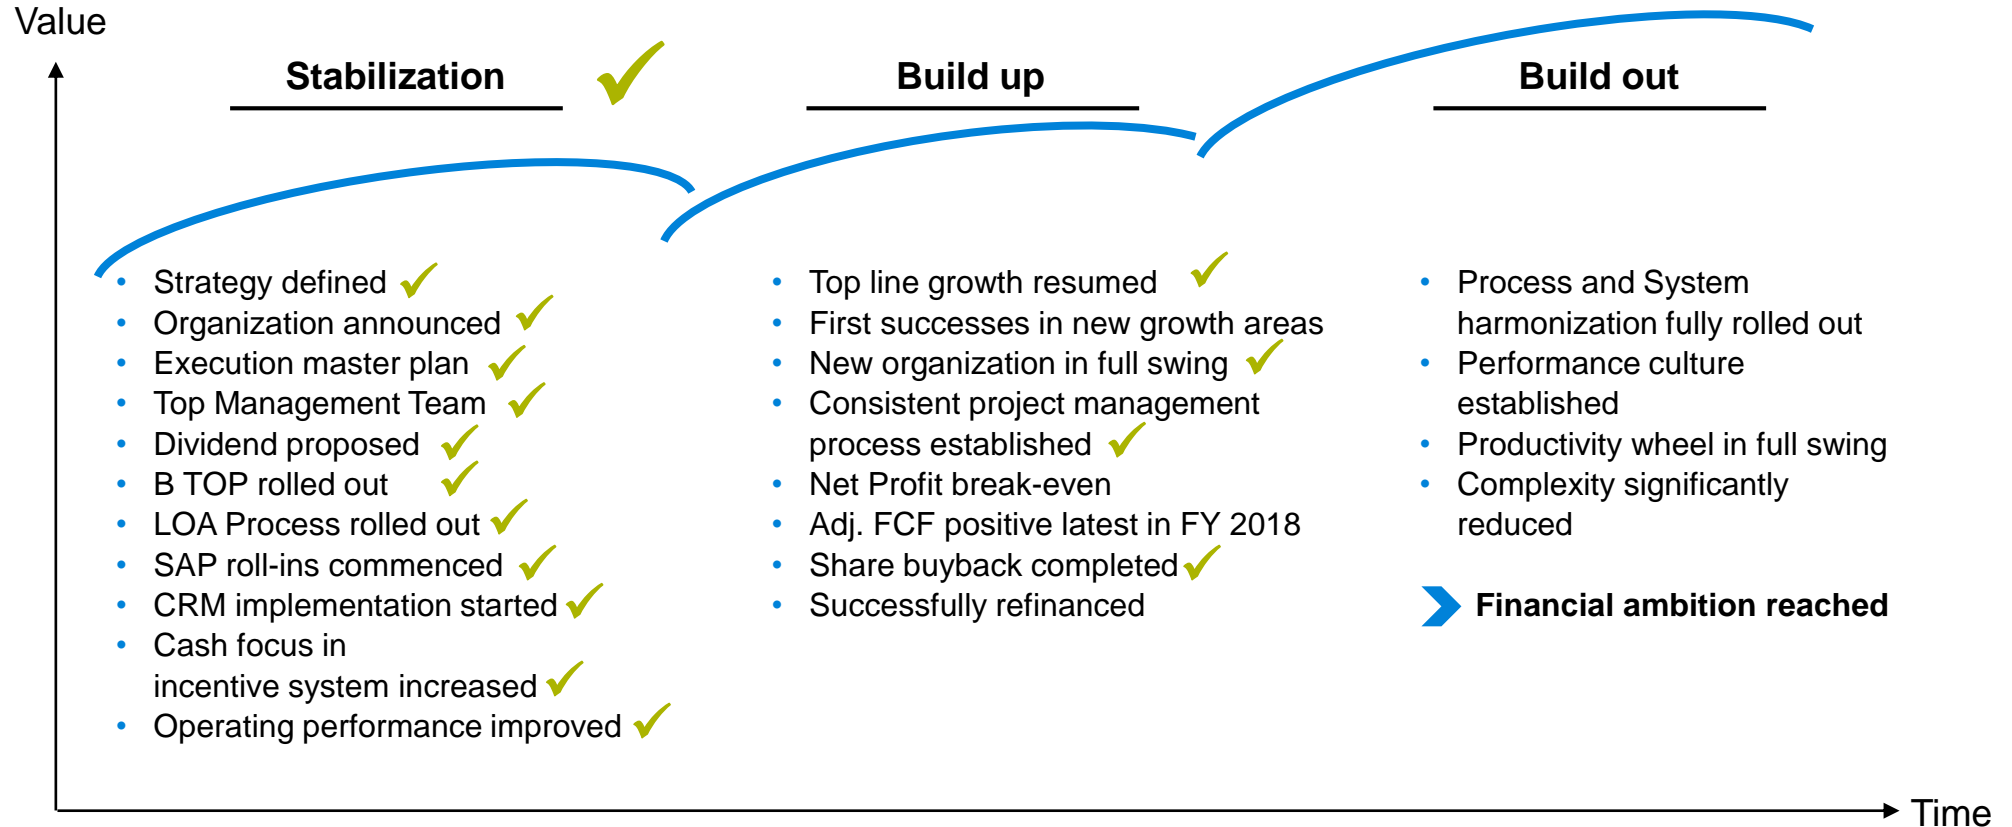 Value
Stabilization
Build up
Build out
• Strategy defined
• Organization announced
• Execution master plan
• Top Management Team
• Dividend proposed
• B TOP rolled out
• LOA Process rolled out
• SAP roll-ins commenced
• CRM implementation started
• Cash focus in
incentive system increased
• Operating performance improved
• Top line growth resumed
• First successes in new growth areas
• New organization in full swing
• Consistent project management
process established
• Net Profit break-even
• Adj. FCF positive latest in FY 2018
• Share buyback completed
• Successfully refinanced
• Process and System
harmonization fully rolled out
• Performance culture
established
• Productivity wheel in full swing
• Complexity significantly
reduced
Financial ambition reached
Time